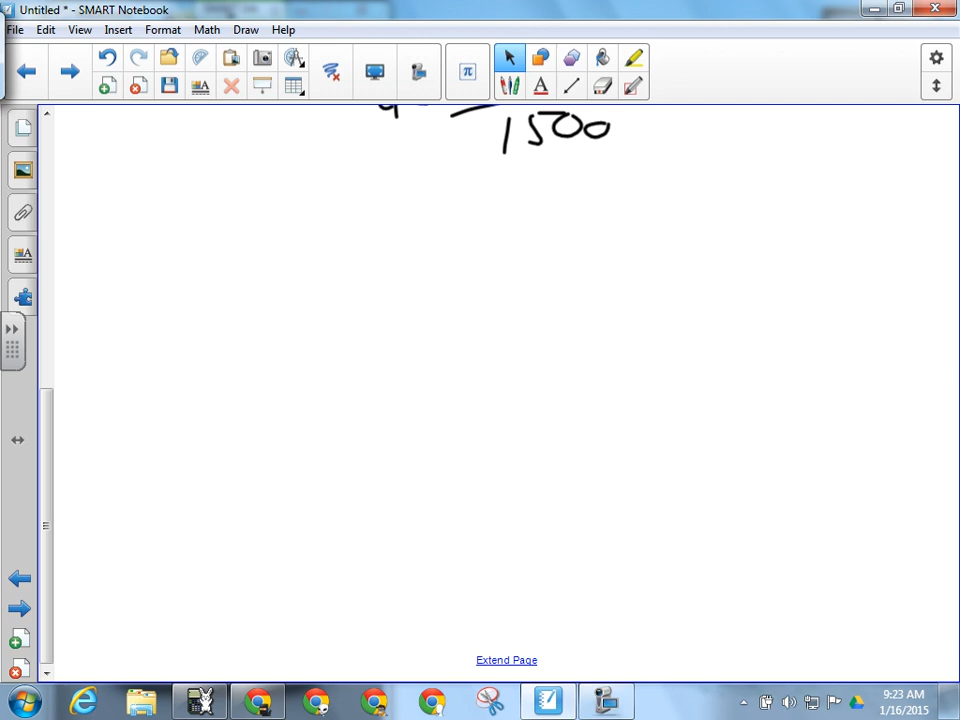 Untitled * - SMART Notebook
File Edit View Insert Format Math Draw Help
π
A
1500
Extend Page
9:23 AM
1/16/2015